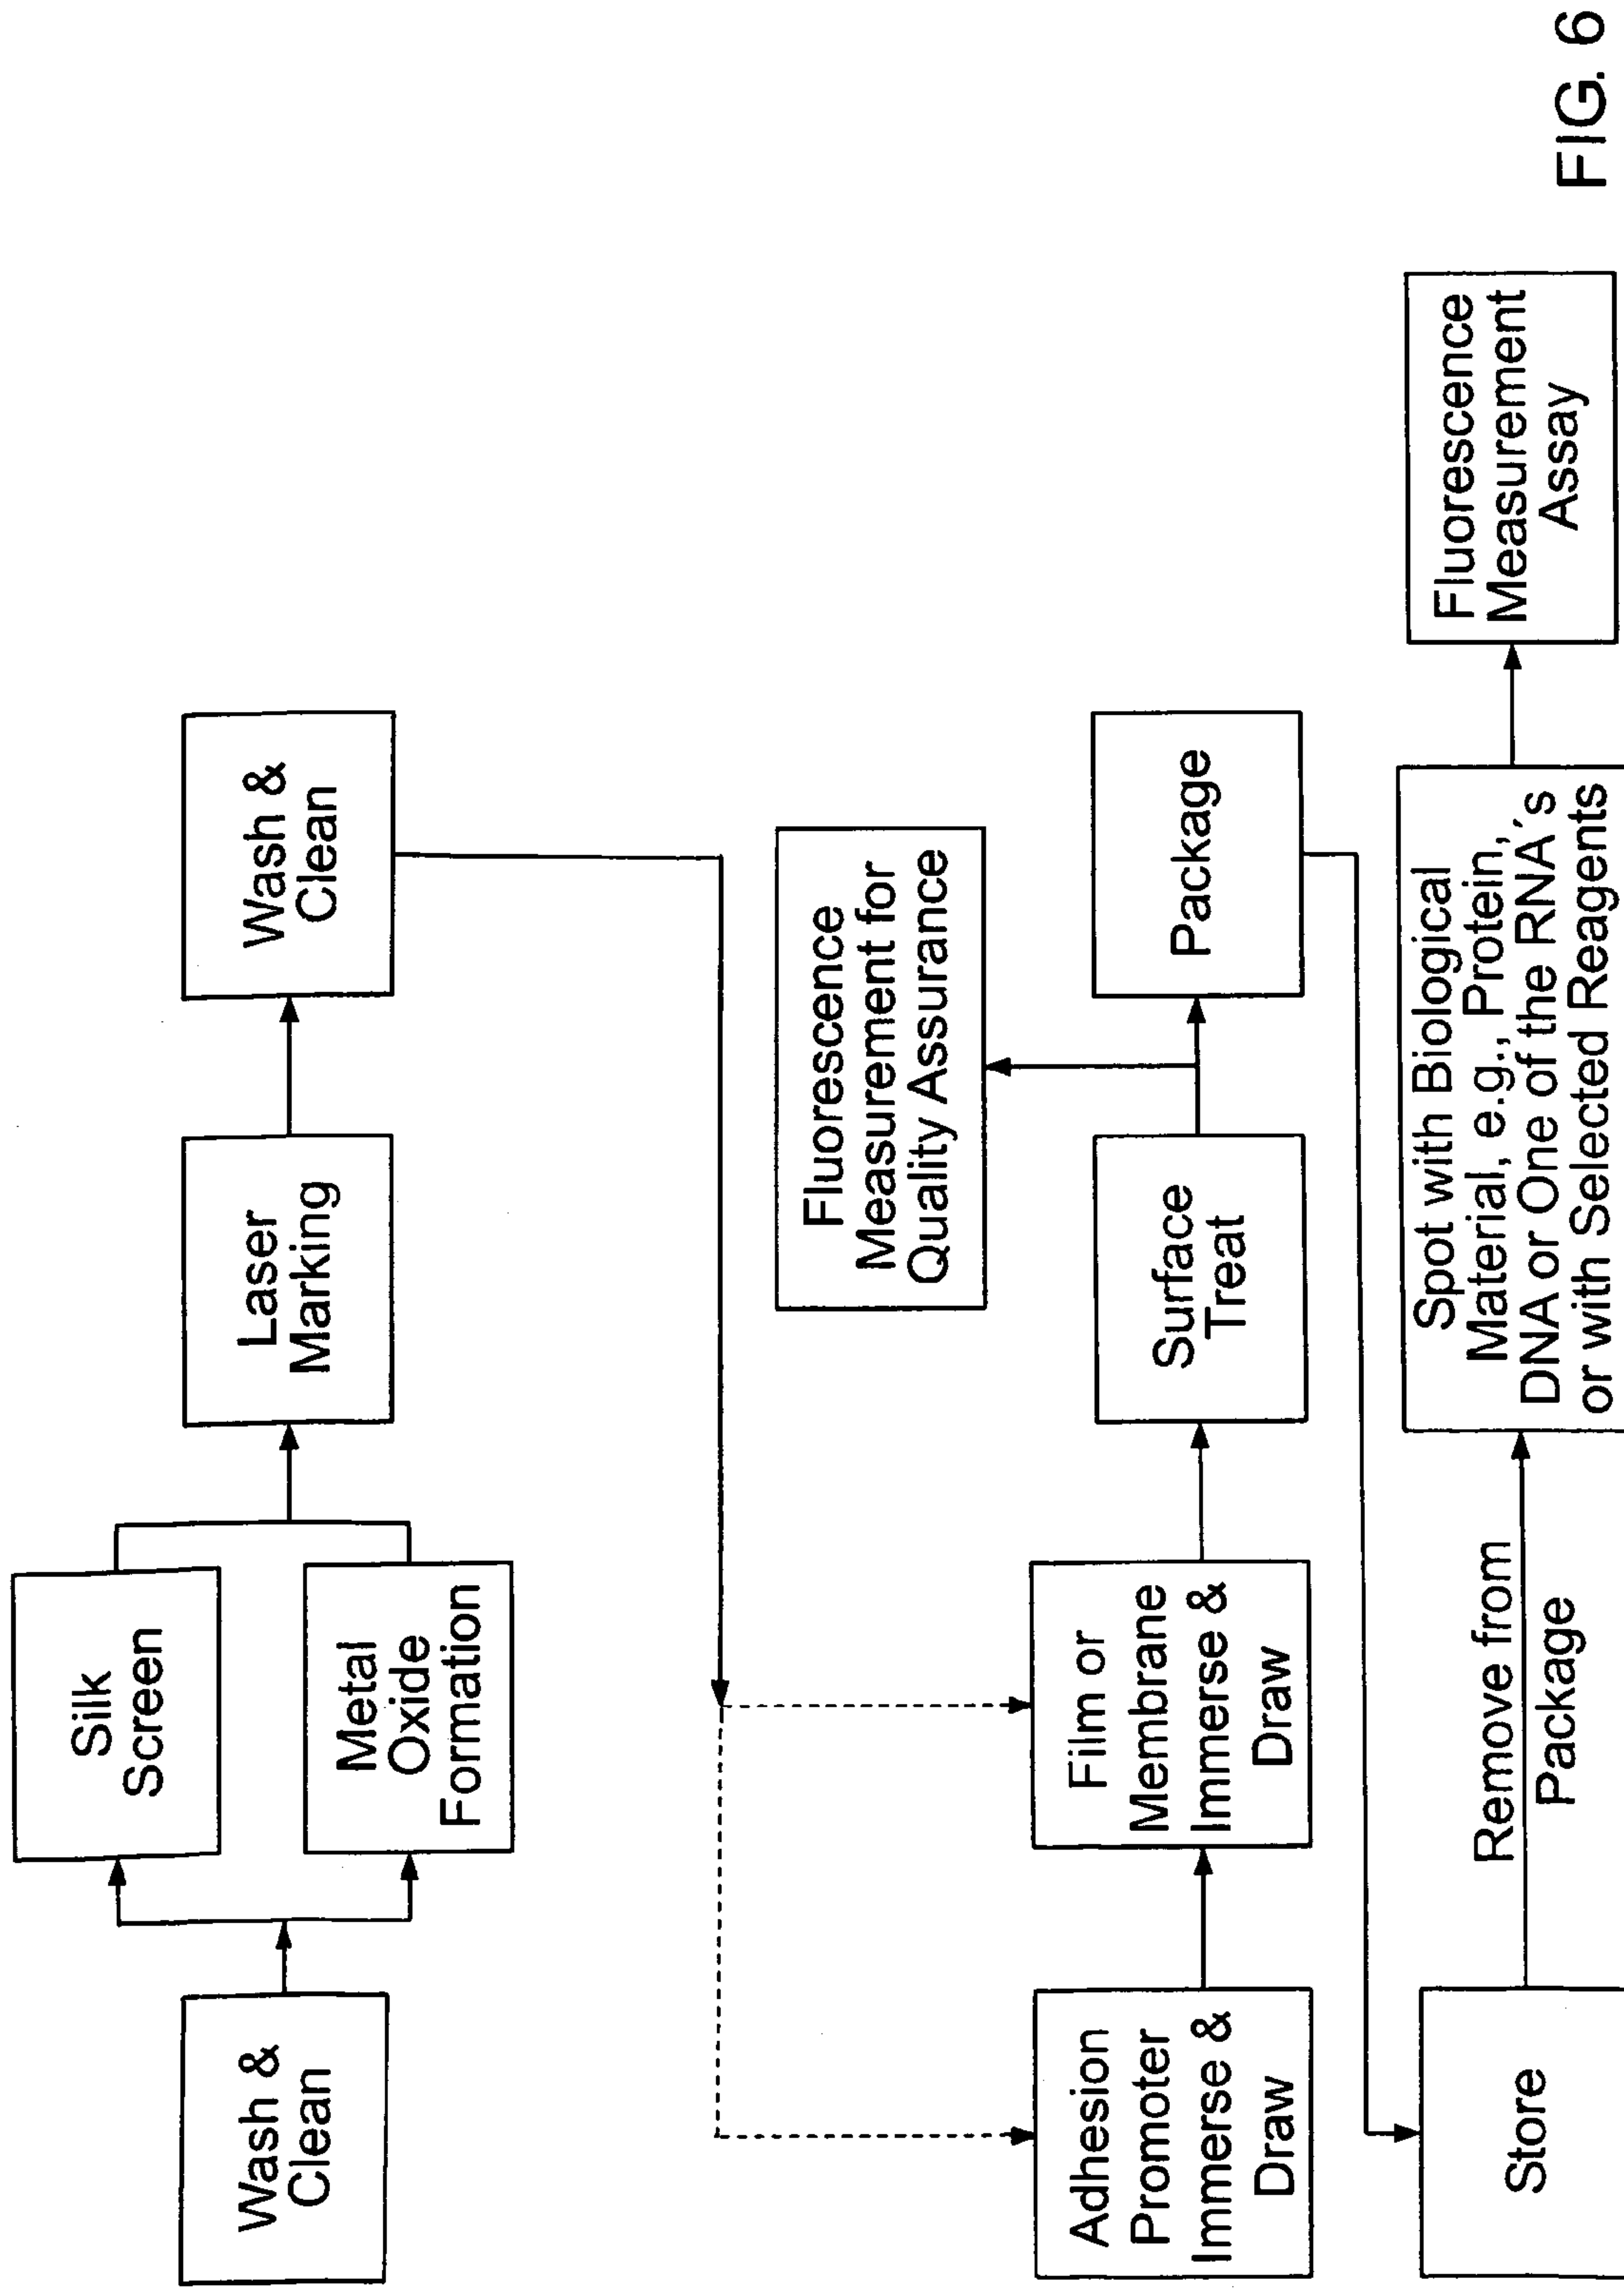 Wash &
Clean
Silk
Screen
Metal
Oxide
Formation
Laser
Marking
Wash &
Clean
Fluorescence
Measurement for
Quality Assurance
Adhesion
Promoter
Immerse &
Draw
Film or
Membrane
Immerse &
Draw
Surface
Treat
Package
Store
Remove from
Package
Spot with Biological
Material, e.g., Protein,
DNA or One of the RNA´s
or with Selected Reagents
Fluorescence
Measurement
Assay
FIG. 6